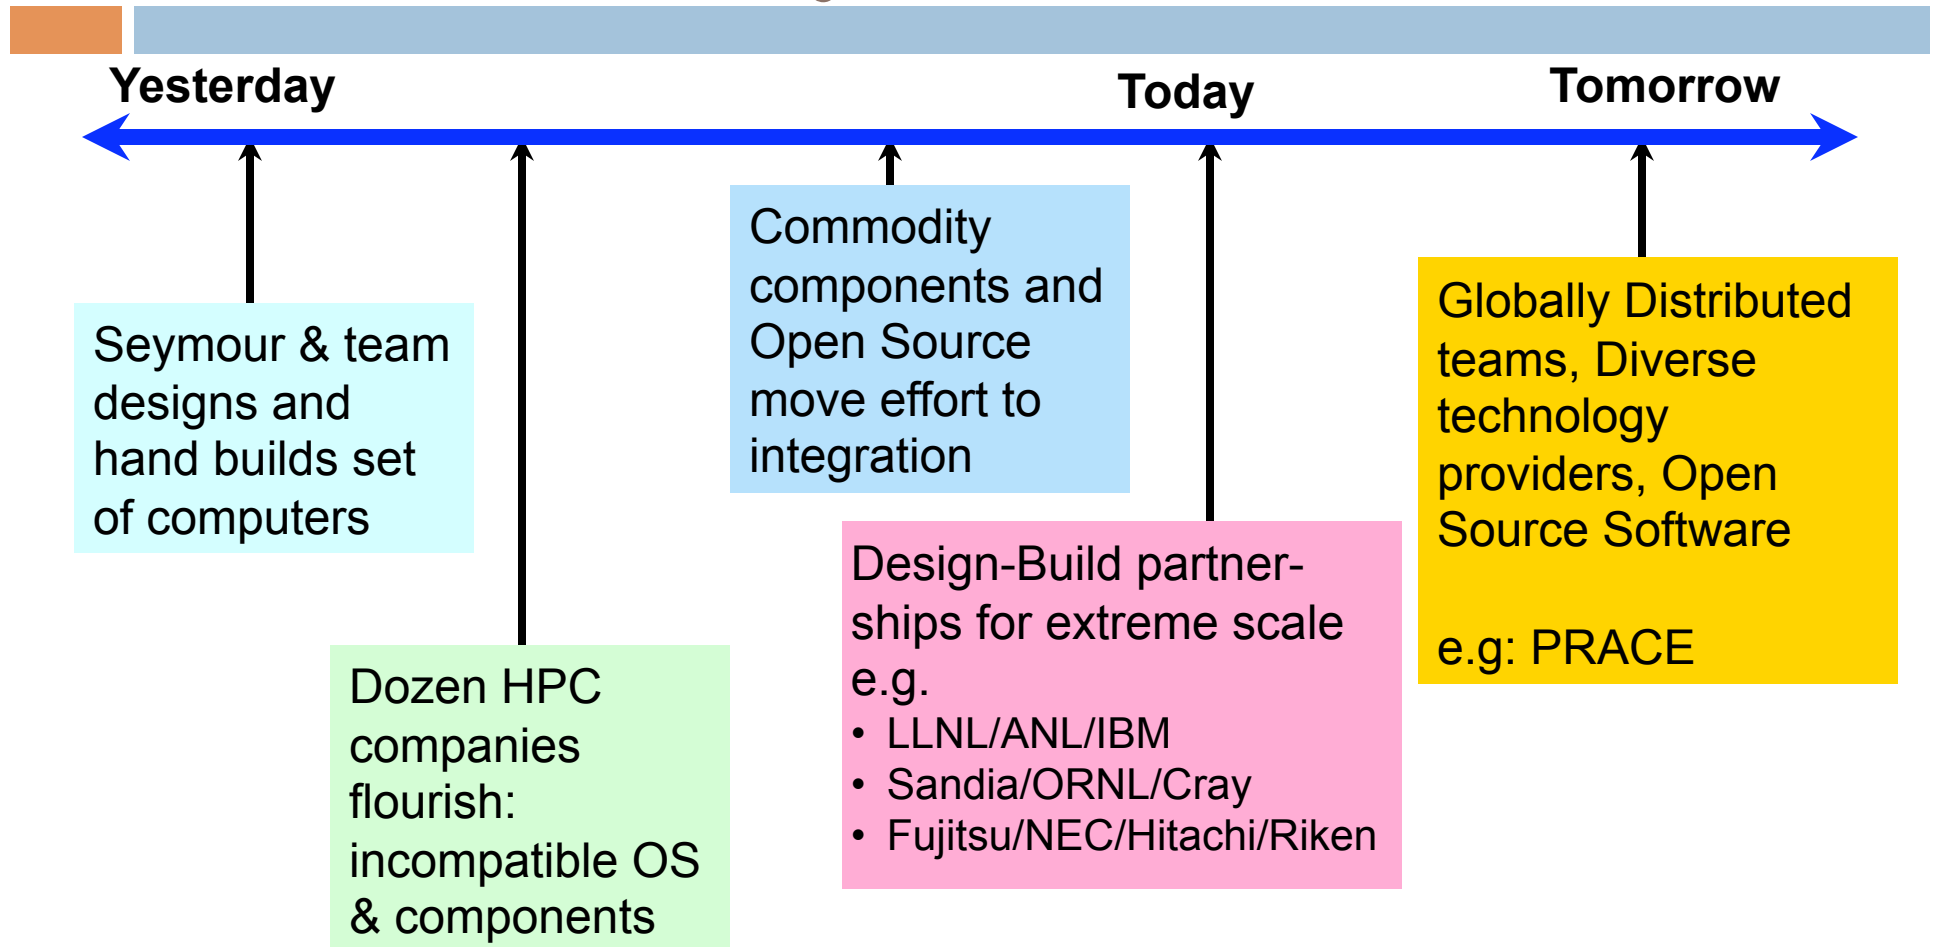 Yesterday
Today
Tomorrow
Seymour & team
designs and
hand builds set
of computers
Dozen HPC
companies
flourish:
incompatible OS
& components
Commodity
components and
Open Source
move effort to
integration
Design-Build partner-
ships for extreme scale
e.g.
• LLNL/ANL/IBM
• Sandia/ORNL/Cray
• Fujitsu/NEC/Hitachi/Riken
Globally Distributed
teams, Diverse
technology
providers, Open
Source Software
e.g: PRACE